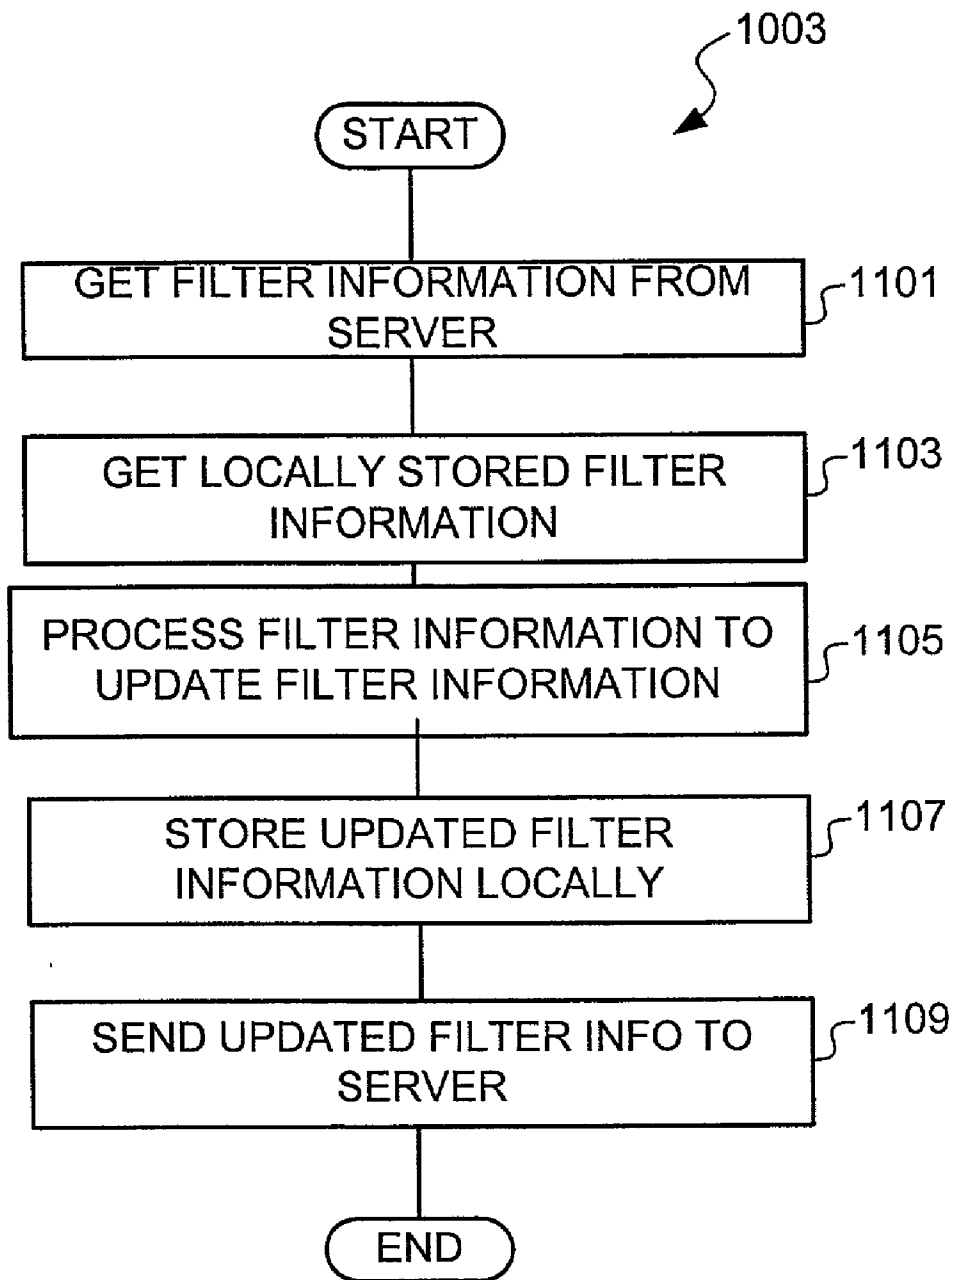 1003
START
GET FILTER INFORMATION FROM
SERVER
1101
GET LOCALLY STORED FILTER
INFORMATION
1103
PROCESS FILTER INFORMATION TO
UPDATE FILTER INFORMATION
1105
STORE UPDATED FILTER
INFORMATION LOCALLY
1107
SEND UPDATED FILTER INFO TO
SERVER
1109
END